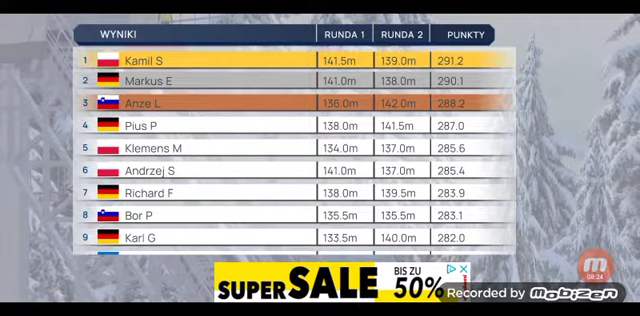 WYNIKI RUNDA 1 RUNDA 2 PUNKTY
1 Kamil S 141.5m 139.0m 291.2
2 Markus E 141.0m 138.0m 290.1
3 Anze L 136.0m 142.0m 288.2
4 Pius P 138.0m 141.5m 287.0
5 Klemens M 134.0m 137.0m 285.6
6 Andrzej S 141.0m 137.0m 285.4
7 Richard F 138.0m 139.5m 283.9
8 Bor P 135.5m 135.5m 283.1
9 Karl G 133.5m 140.0m 282.0
SUPER SALE BIS ZU 50%
08:24
Recorded by mobizen